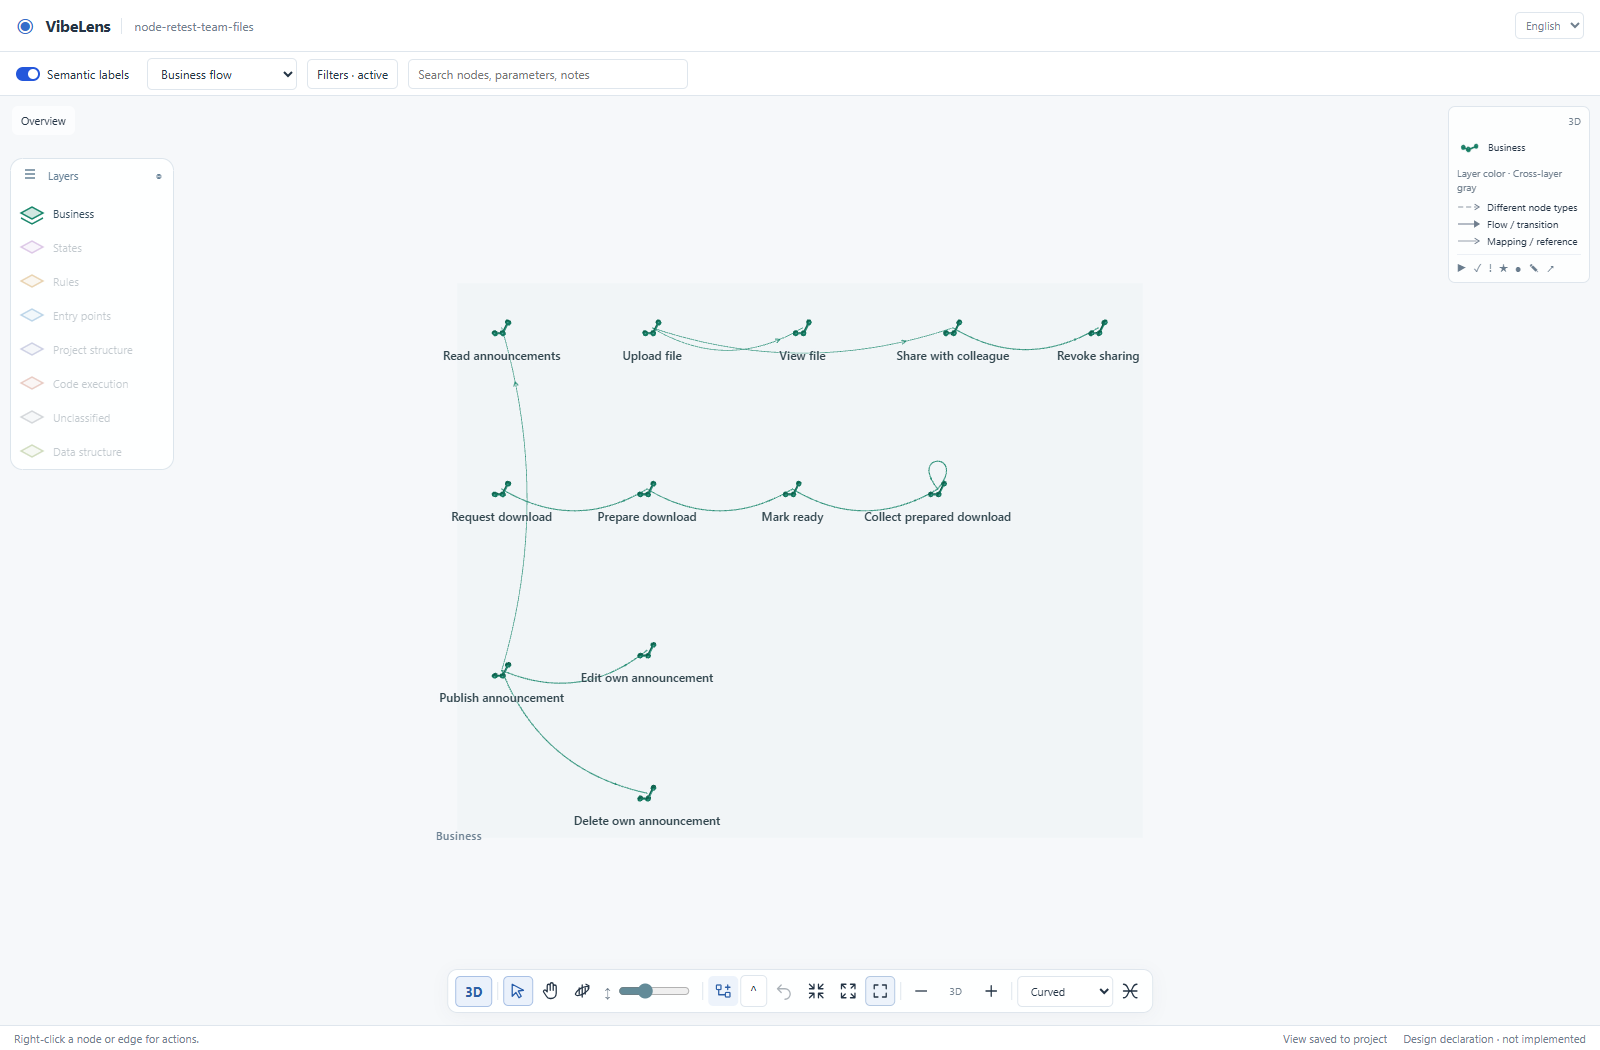 VibeLens
node-retest-team-files
English
Semantic labels
Business flow
Filters · active
Search nodes, parameters, notes
Overview
3D
Business
Layer color · Cross-layer
gray
Different node types
Flow / transition
Mapping / reference
Layers
Business
States
Rules
Entry points
Project structure
Code execution
Unclassified
Data structure
Read announcements
Upload file
View file
Share with colleague
Revoke sharing
Request download
Prepare download
Mark ready
Collect prepared download
Edit own announcement
Publish announcement
Delete own announcement
Business
3D
3D
Curved
Right-click a node or edge for actions.
View saved to project
Design declaration · not implemented